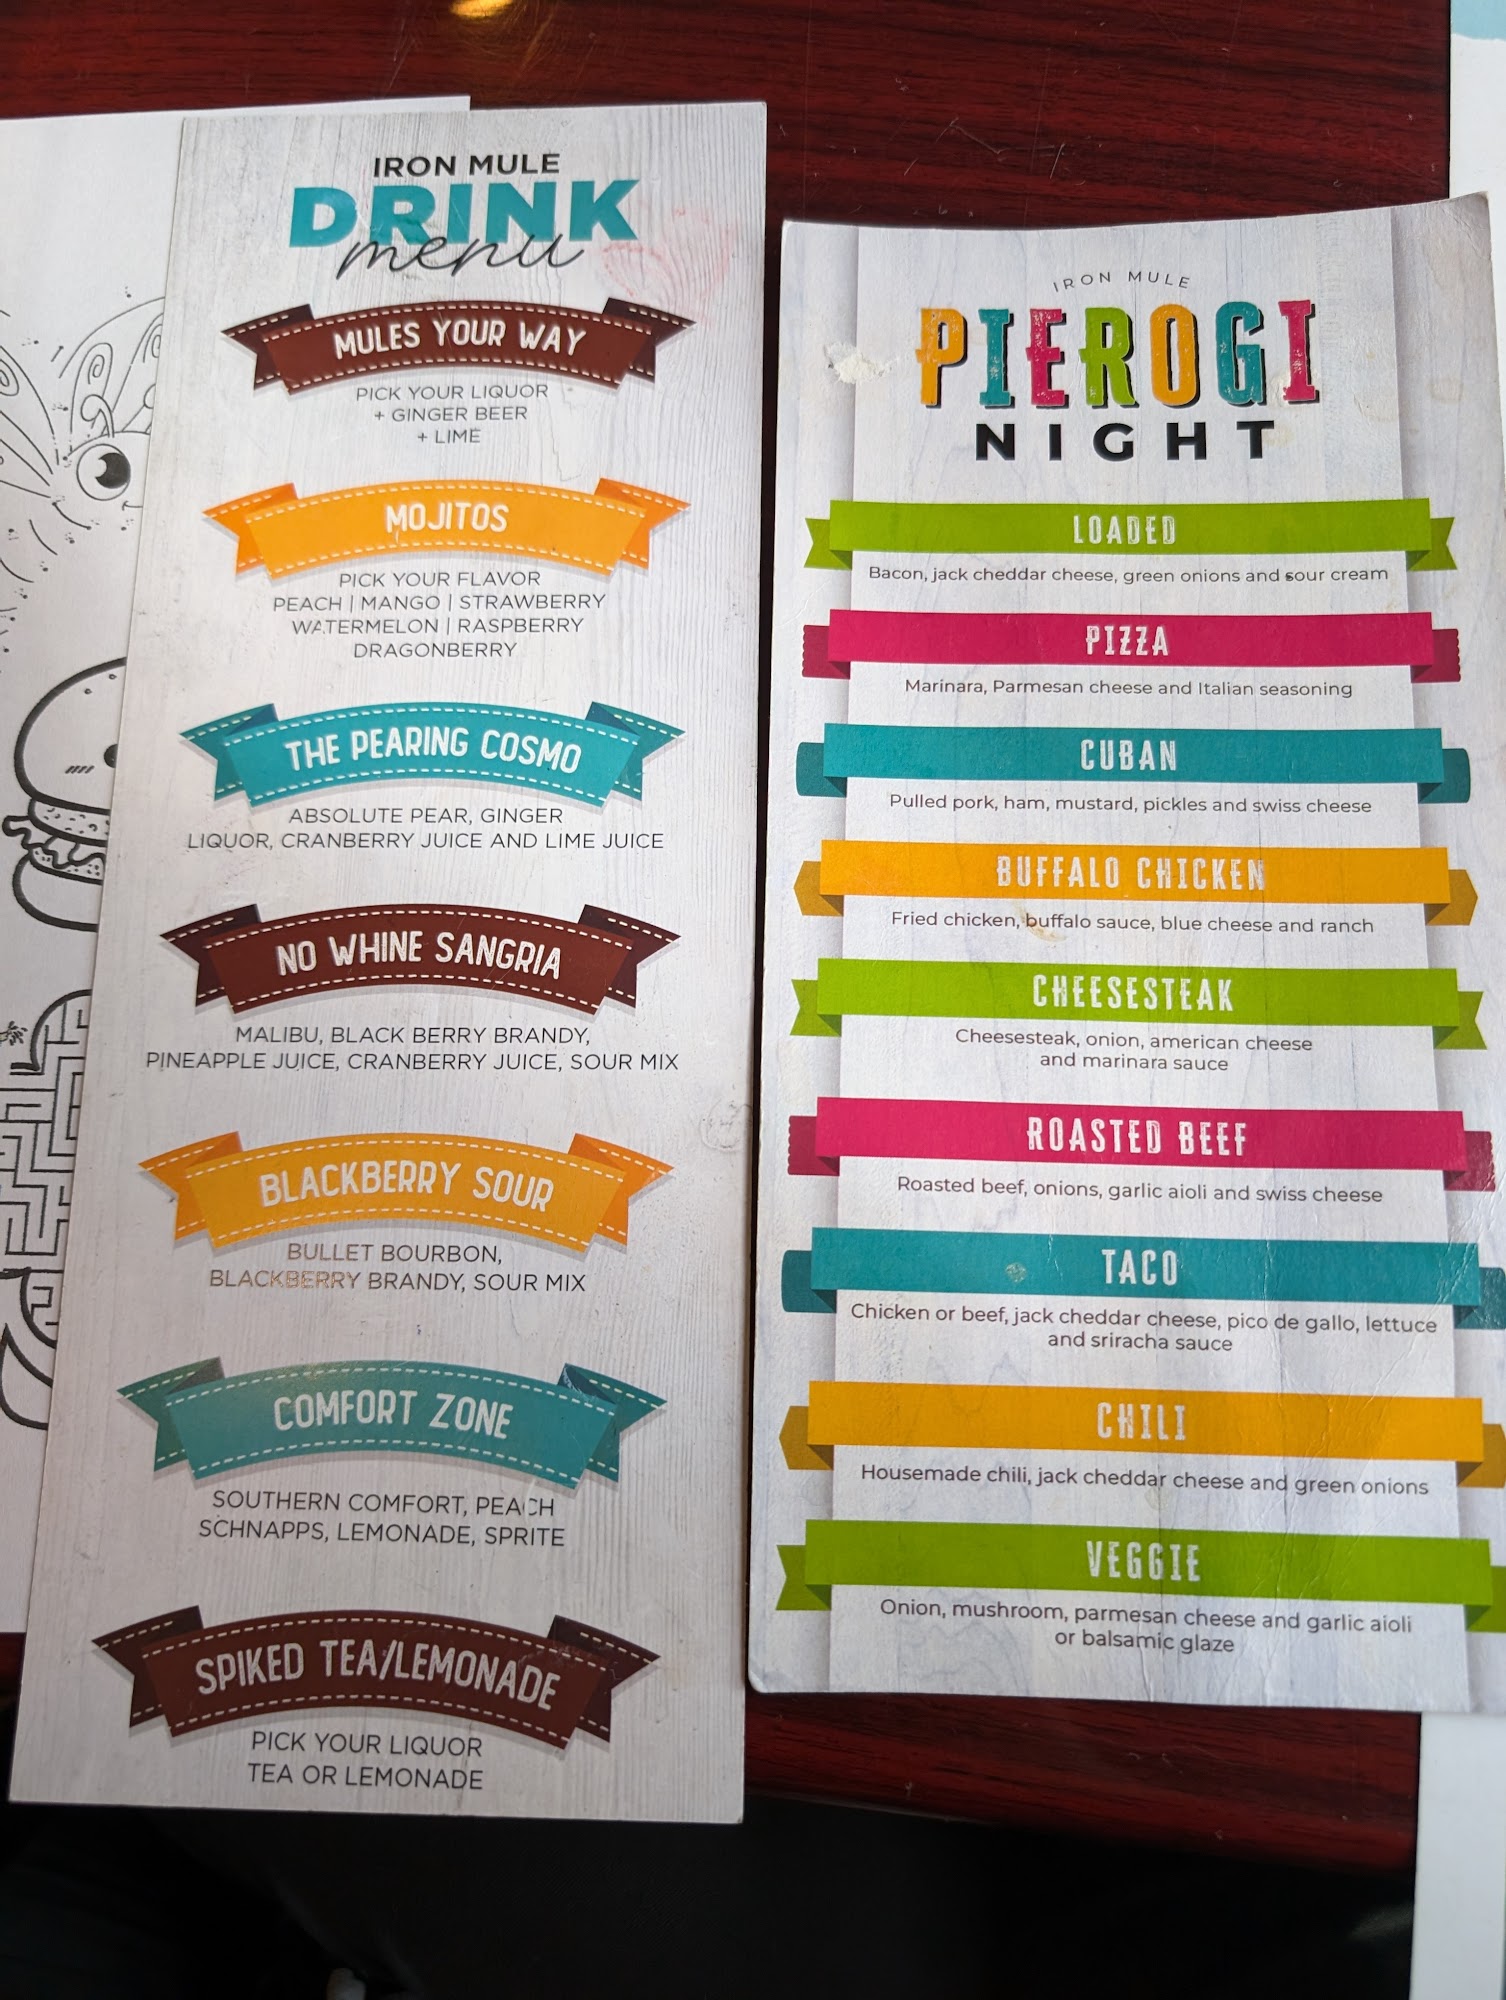 IRON MULE
DRINK
menu
MULES YOUR WAY
PICK YOUR LIQUOR
+ GINGER BEER
+ LIME
MOJITOS
PICK YOUR FLAVOR
PEACH | MANGO | STRAWBERRY
WATERMELON | RASPBERRY
DRAGONBERRY
THE PEARING COSMO
ABSOLUTE PEAR, GINGER
LIQUOR, CRANBERRY JUICE AND LIME JUICE
NO WHINE SANGRIA
MALIBU, BLACK BERRY BRANDY,
PINEAPPLE JUICE, CRANBERRY JUICE, SOUR MIX
BLACKBERRY SOUR
BULLET BOURBON,
BLACKBERRY BRANDY, SOUR MIX
COMFORT ZONE
SOUTHERN COMFORT, PEACH
SCHNAPPS, LEMONADE, SPRITE
SPIKED TEA/LEMONADE
PICK YOUR LIQUOR
TEA OR LEMONADE
IRON MULE
PIEROGI
NIGHT
LOADED
Bacon, jack cheddar cheese, green onions and sour cream
PIZZA
Marinara, Parmesan cheese and Italian seasoning
CUBAN
Pulled pork, ham, mustard, pickles and swiss cheese
BUFFALO CHICKEN
Fried chicken, buffalo sauce, blue cheese and ranch
CHEESESTEAK
Cheesesteak, onion, american cheese
and marinara sauce
ROASTED BEEF
Roasted beef, onions, garlic aioli and swiss cheese
TACO
Chicken or beef, jack cheddar cheese, pico de gallo, lettuce
and sriracha sauce
CHILI
Housemade chili, jack cheddar cheese and green onions
VEGGIE
Onion, mushroom, parmesan cheese and garlic aioli
or balsamic glaze